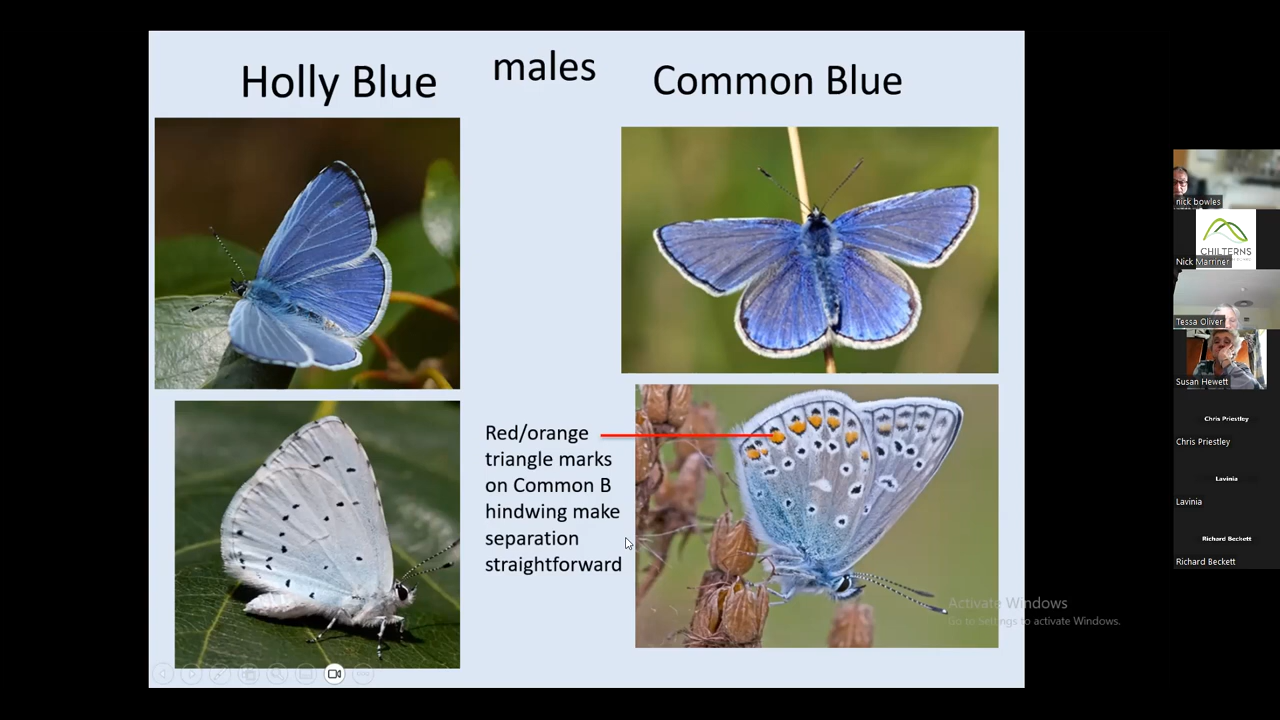 Holly Blue
males
Common Blue
Red/orange
triangle marks
on Common B
hindwing make
separation
straightforward
Activate Windows
Go to Settings to activate Windows.
nick bowles
CHILTERNS
Nick Marriner
Tessa Oliver
Susan Hewett
Chris Priestley
Chris Priestley
Lavinia
Lavinia
Richard Beckett
Richard Beckett